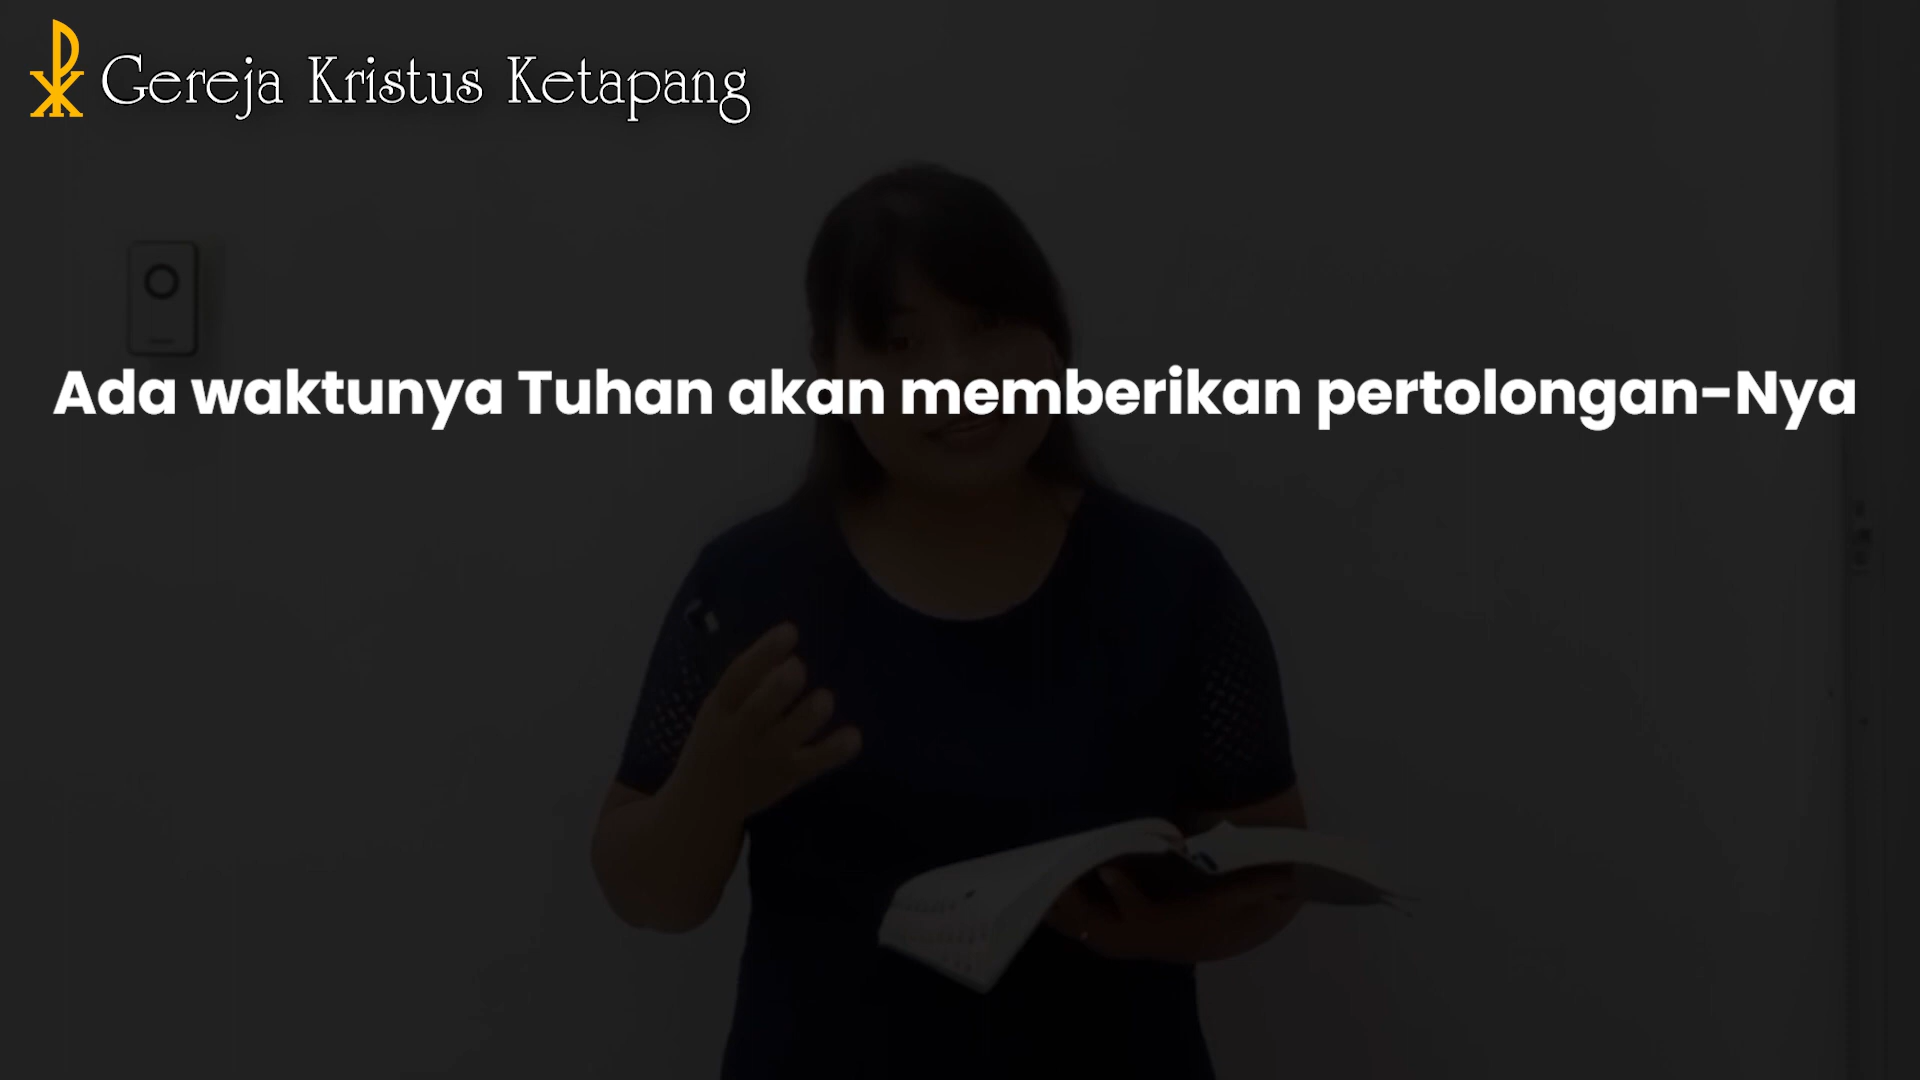 Gereja Kristus Ketapang
Ada waktunya Tuhan akan memberikan pertolongan-Nya